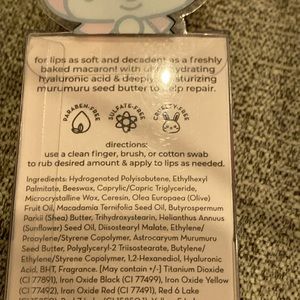 for lips as soft and decadent as a freshly
baked macaron! with ultra hydrating
hyaluronic acid & deeply moisturizing
murumuru seed butter to help repair.
PARABEN-FREE
SULFATE-FREE
CRUELTY-FREE
directions:
use a clean finger, brush, or cotton swab
to rub desired amount & apply to lips as needed.
Ingredients: Hydrogenated Polyisobutene, Ethylhexyl
Palmitate, Beeswax, Caprylic/Capric Triglyceride,
Microcrystalline Wax, Ceresin, Olea Europaea (Olive)
Fruit Oil, Macadamia Ternifolia Seed Oil, Butyrospermum
Parkii (Shea) Butter, Trihydroxystearin, Helianthus Annuus
(Sunflower) Seed Oil, Diisostearyl Malate, Ethylene/
Propylene/Styrene Copolymer, Astrocaryum Murumuru
Seed Butter, Polyglyceryl-2 Triisostearate, Butylene/
Ethylene/Styrene Copolymer, 1,2-Hexanediol, Hyaluronic
Acid, BHT, Fragrance. [May contain +/-] Titanium Dioxide
(CI 77891), Iron Oxide Black (CI 77499), Iron Oxide Yellow
(CI 77492), Iron Oxide Red (CI 77491), Red 6 Lake